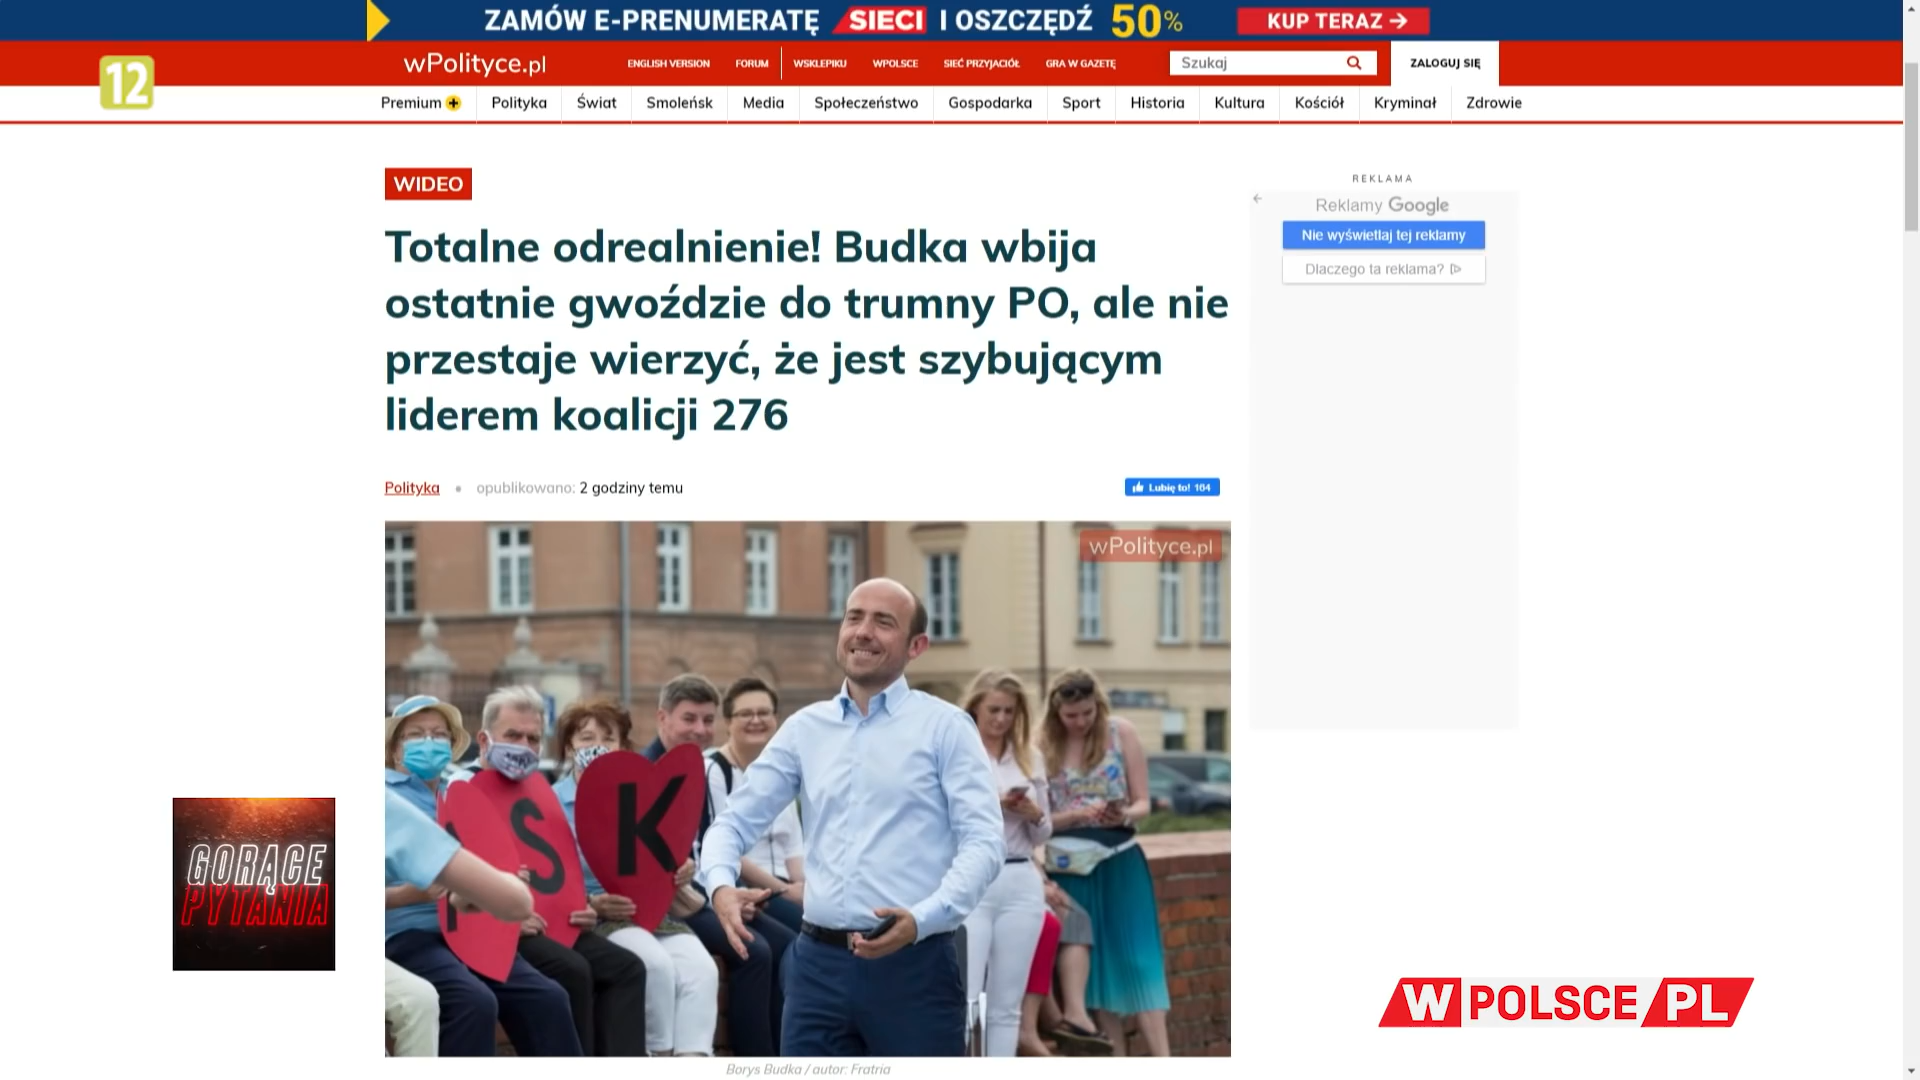 ZAMÓW E-PRENUMERATĘ SIECI I OSZCZĘDŹ 50% KUP TERAZ →
12
wPolityce.pl ENGLISH VERSION FORUM WSKLEPIKU WPOLSCE SIEĆ PRZYJACIÓŁ GRA W GAZETĘ Szukaj ZALOGUJ SIĘ
Premium + Polityka Świat Smoleńsk Media Społeczeństwo Gospodarka Sport Historia Kultura Kościół Kryminał Zdrowie
WIDEO
Totalne odrealnienie! Budka wbija
ostatnie gwoździe do trumny PO, ale nie
przestaje wierzyć, że jest szybującym
liderem koalicji 276
Polityka • opublikowano: 2 godziny temu
Lubię to! 164
REKLAMA
Reklamy Google
Nie wyświetlaj tej reklamy
Dlaczego ta reklama?
wPolityce.pl
S K
GORĄCE
PYTANIA
WPOLSCE/PL
Borys Budka / autor: Fratria